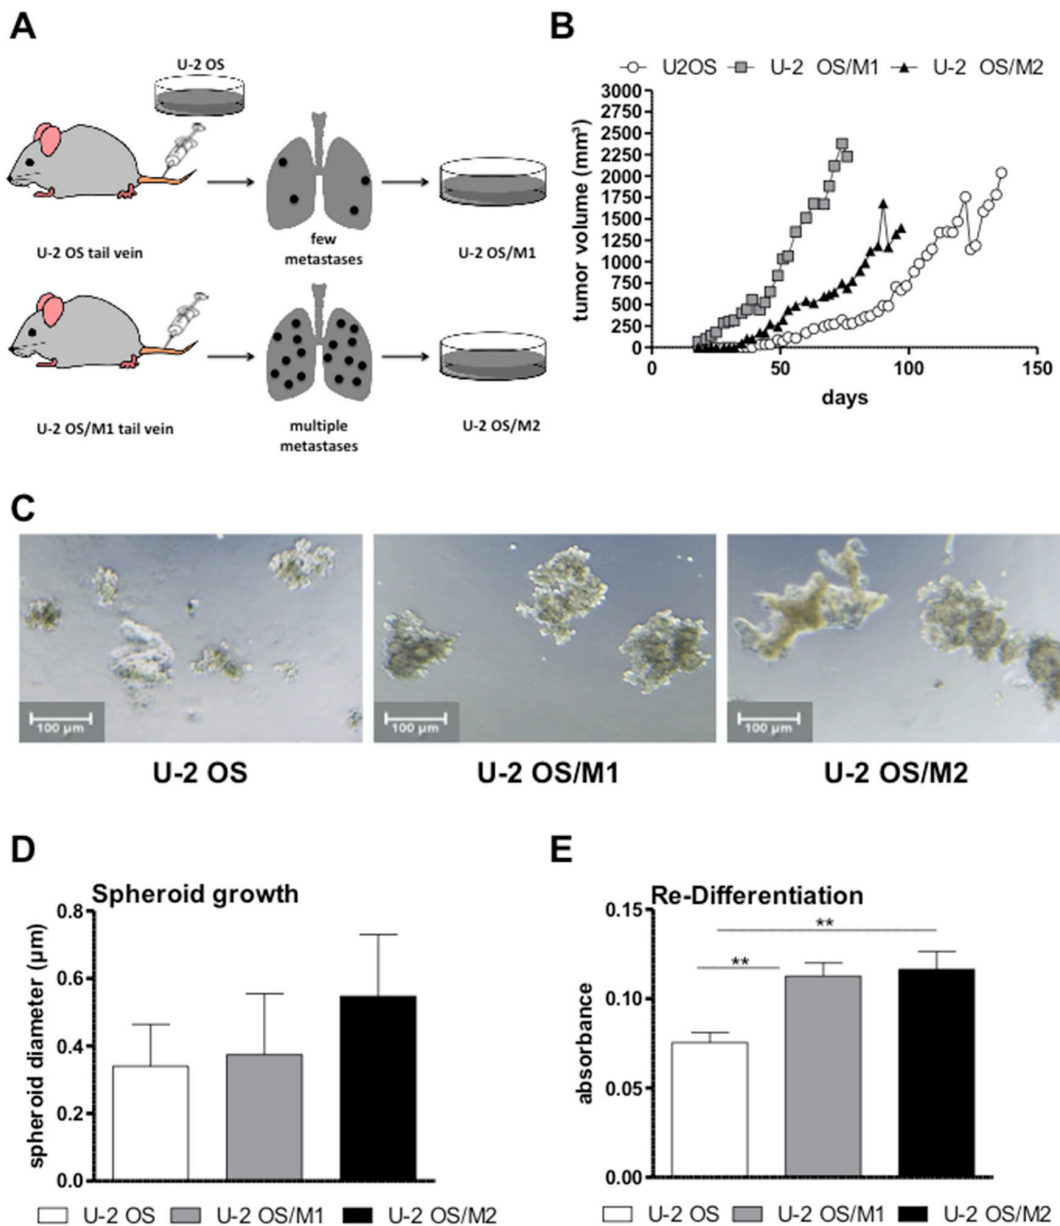 A
U-2 OS
U-2 OS tail vein
few
metastases
U-2 OS/M1
U-2 OS/M1 tail vein
multiple
metastases
U-2 OS/M2
B
U2OS U-2 OS/M1 U-2 OS/M2
tumor volume (mm³)
3000
2750
2500
2250
2000
1750
1500
1250
1000
750
500
250
0
0 50 100 150
days
C
100 µm
100 µm
100 µm
U-2 OS
U-2 OS/M1
U-2 OS/M2
D
Spheroid growth
spheroid diameter (µm)
0.8
0.6
0.4
0.2
0.0
U-2 OS U-2 OS/M1 U-2 OS/M2
E
Re-Differentiation
absorbance
0.15
0.10
0.05
0.00
**
**
U-2 OS U-2 OS/M1 U-2 OS/M2